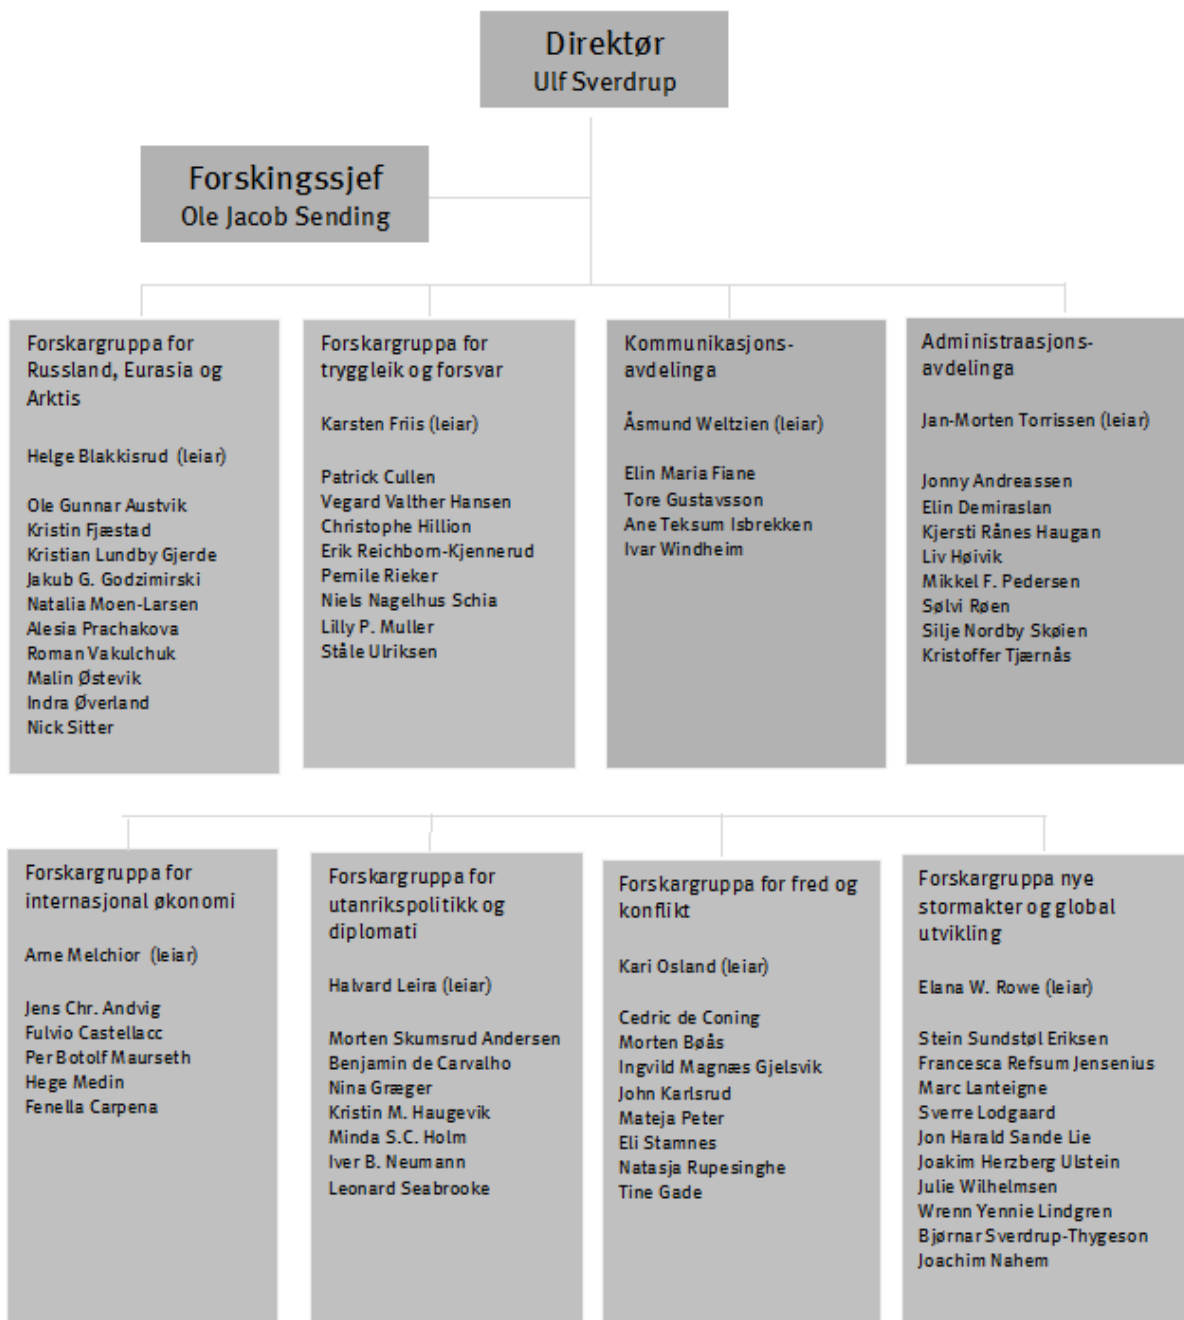 Direktør
Ulf Sverdrup
Forskingssjef
Ole Jacob Sending
Forskargruppa for
Russland, Eurasia og
Arktis
Helge Blakkisrud (leiar)
Ole Gunnar Austvik
Kristin Fjæstad
Kristian Lundby Gjerde
Jakub G. Godzimirski
Natalia Moen-Larsen
Alesia Prachakova
Roman Vakulchuk
Malin Østevik
Indra Øverland
Nick Sitter
Forskargruppa for
tryggleik og forsvar
Karsten Friis (leiar)
Patrick Cullen
Vegard Valther Hansen
Christophe Hillion
Erik Reichborn-Kjennerud
Pernile Rieker
Niels Nagelhus Schia
Lilly P. Muller
Ståle Ulriksen
Kommunikasjons-
avdelinga
Åsmund Weltzien (leiar)
Elin Maria Fiane
Tore Gustavsson
Ane Teksum Isbrekken
Ivar Windheim
Administraasjons-
avdelinga
Jan-Morten Torrissen (leiar)
Jonny Andreassen
Elin Demiraslan
Kjersti Rånes Haugan
Liv Høivik
Mikkel F. Pedersen
Sølvi Røen
Silje Nordby Skøien
Kristoffer Tjærnås
Forskargruppa for
internasjonal økonomi
Arne Melchior (leiar)
Jens Chr. Andvig
Fulvio Castellacc
Per Botolf Maurseth
Hege Medin
Fenella Carpena
Forskargruppa for
utanrikspolitikk og
diplomati
Halvard Leira (leiar)
Morten Skumsrud Andersen
Benjamin de Carvalho
Nina Græger
Kristin M. Haugevik
Minda S.C. Holm
Iver B. Neumann
Leonard Seabrooke
Forskargruppa for fred og
konflikt
Kari Osland (leiar)
Cedric de Coning
Morten Bøås
Ingvild Magnæs Gjelsvik
John Karlsrud
Mateja Peter
Eli Stamnes
Natasja Rupesinghe
Tine Gade
Forskargruppa nye
stormakter og global
utvikling
Elana W. Rowe (leiar)
Stein Sundstøl Eriksen
Francesca Refsum Jensenius
Marc Lanteigne
Sverre Lodgaard
Jon Harald Sande Lie
Joakim Herzberg Ulstein
Julie Wilhelmsen
Wrenn Yennie Lindgren
Bjørnar Sverdrup-Thygeson
Joachim Nahem